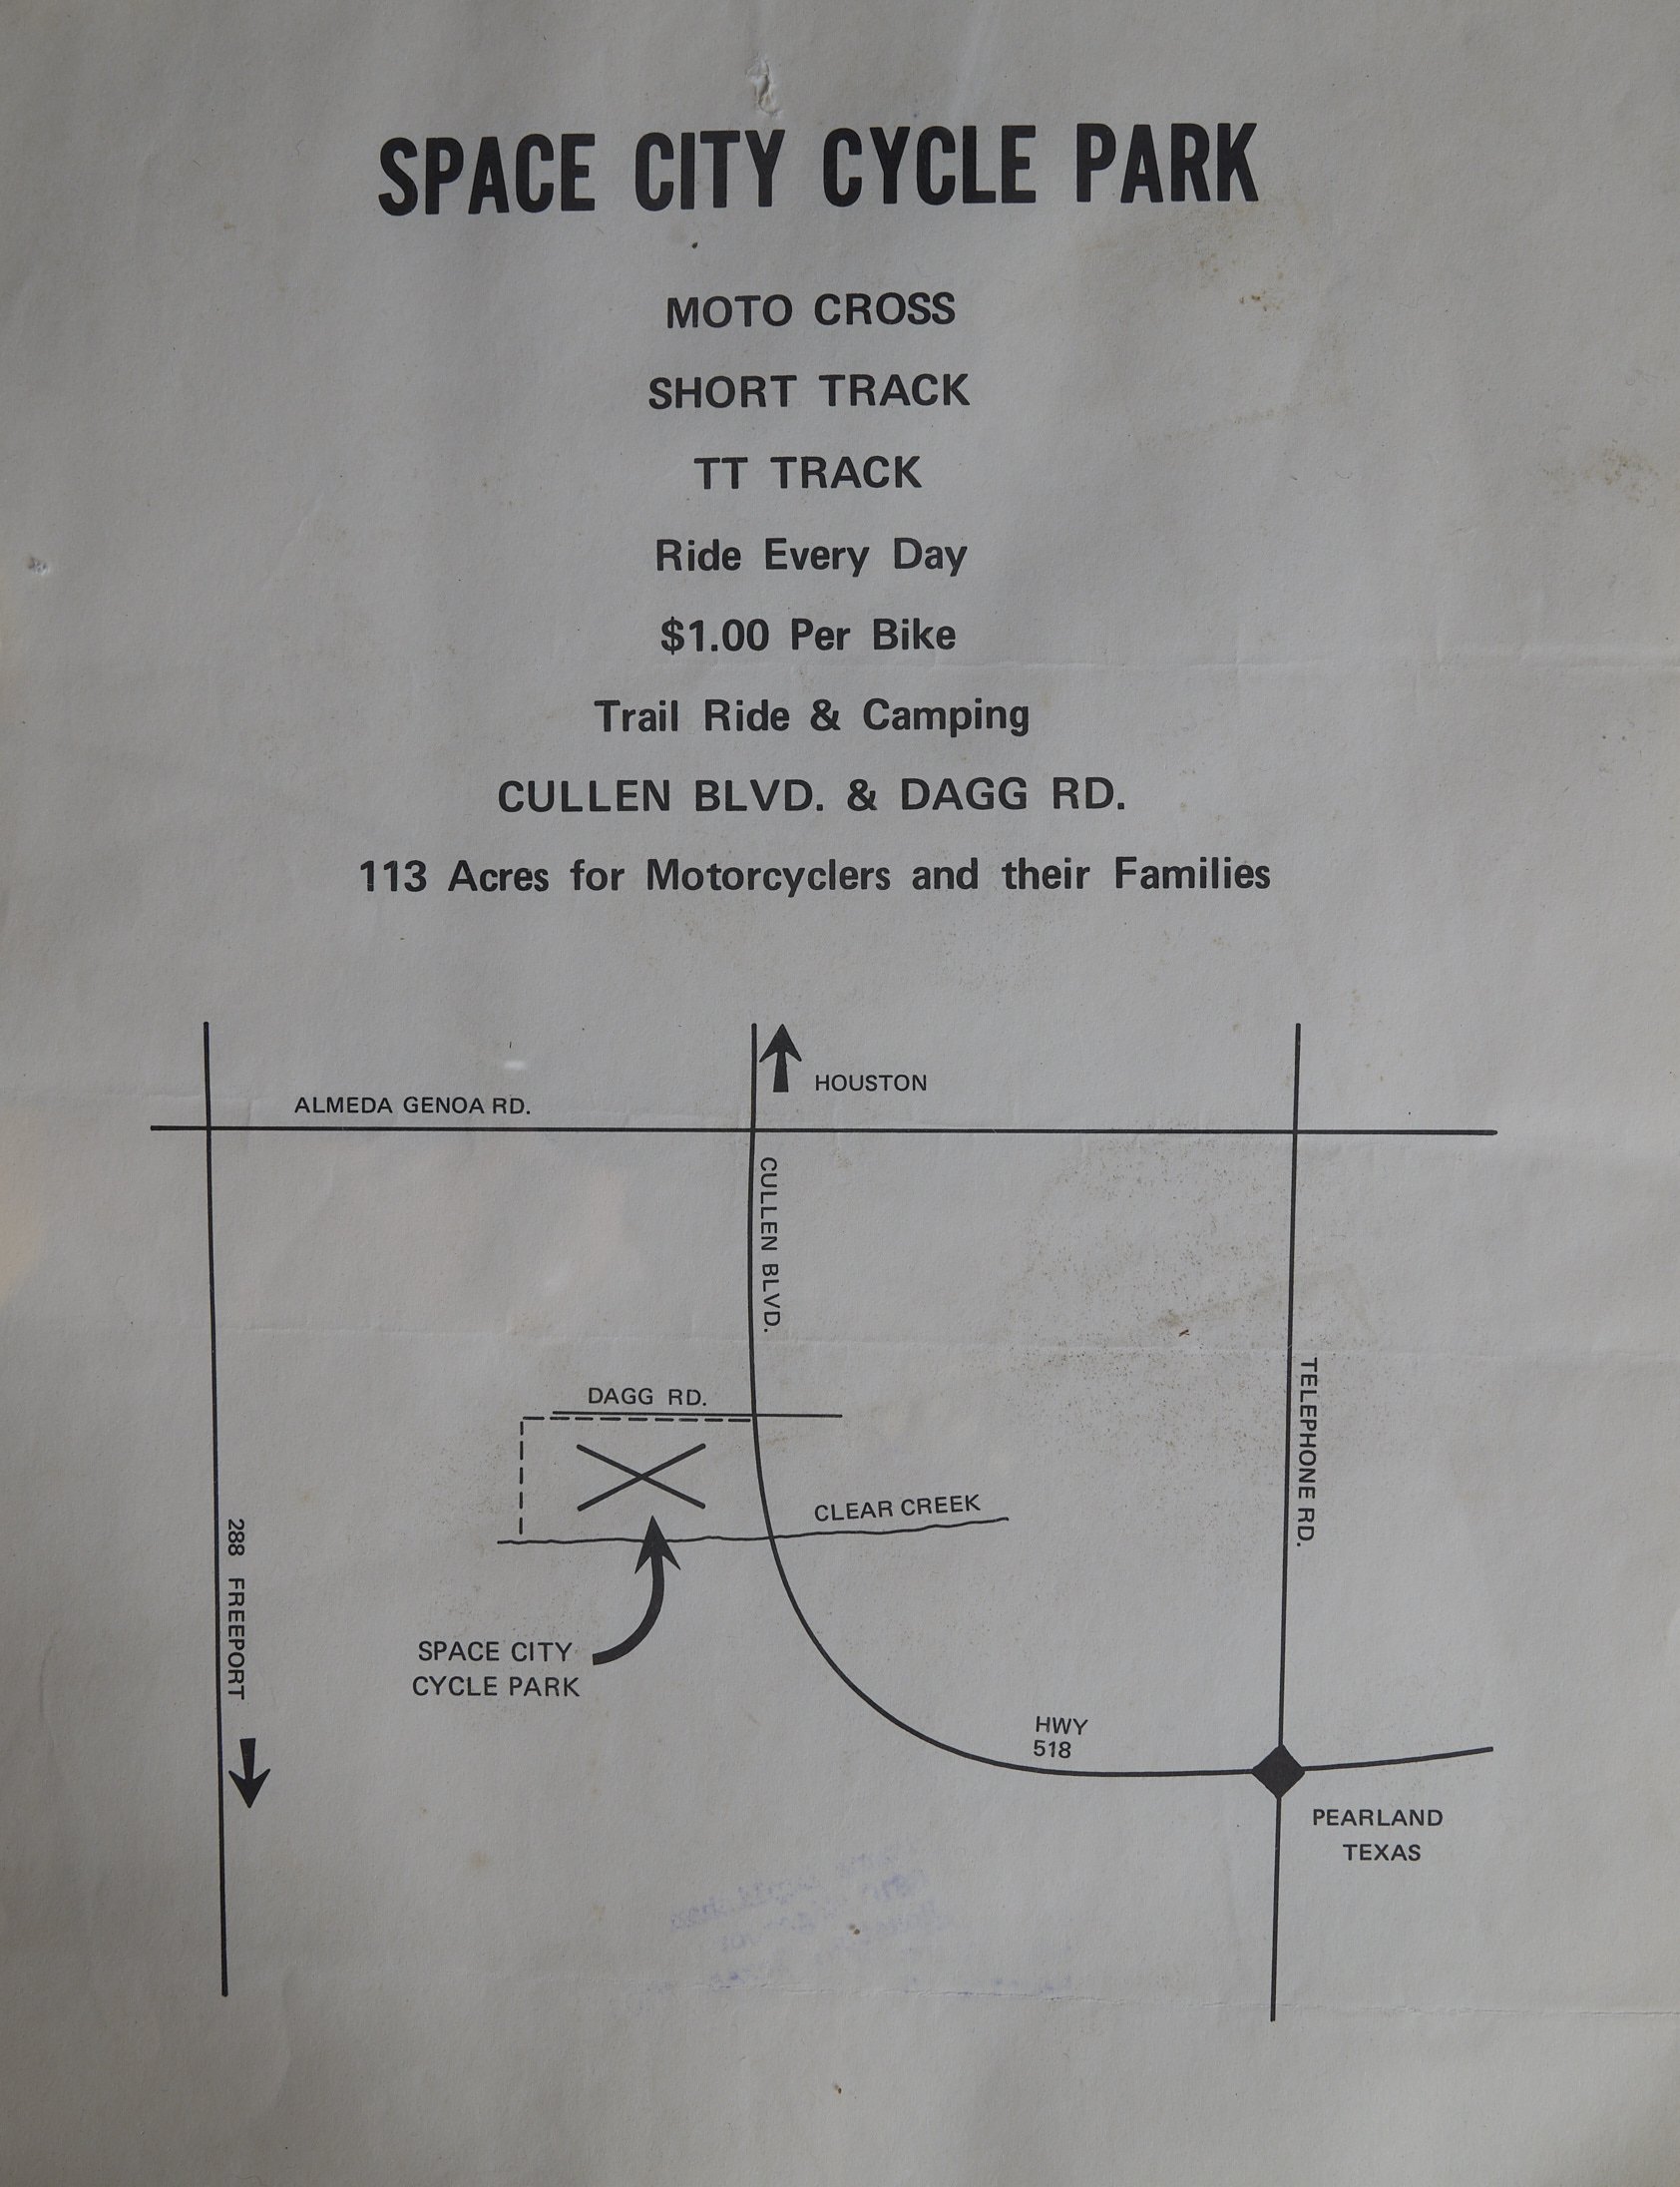 SPACE CITY CYCLE PARK
MOTO CROSS
SHORT TRACK
TT TRACK
Ride Every Day
$1.00 Per Bike
Trail Ride & Camping
CULLEN BLVD. & DAGG RD.
113 Acres for Motorcyclers and their Families
HOUSTON
ALMEDA GENOA RD.
CULLEN BLVD.
TELEPHONE RD.
DAGG RD.
CLEAR CREEK
288 FREEPORT
SPACE CITY
CYCLE PARK
HWY
518
PEARLAND
TEXAS